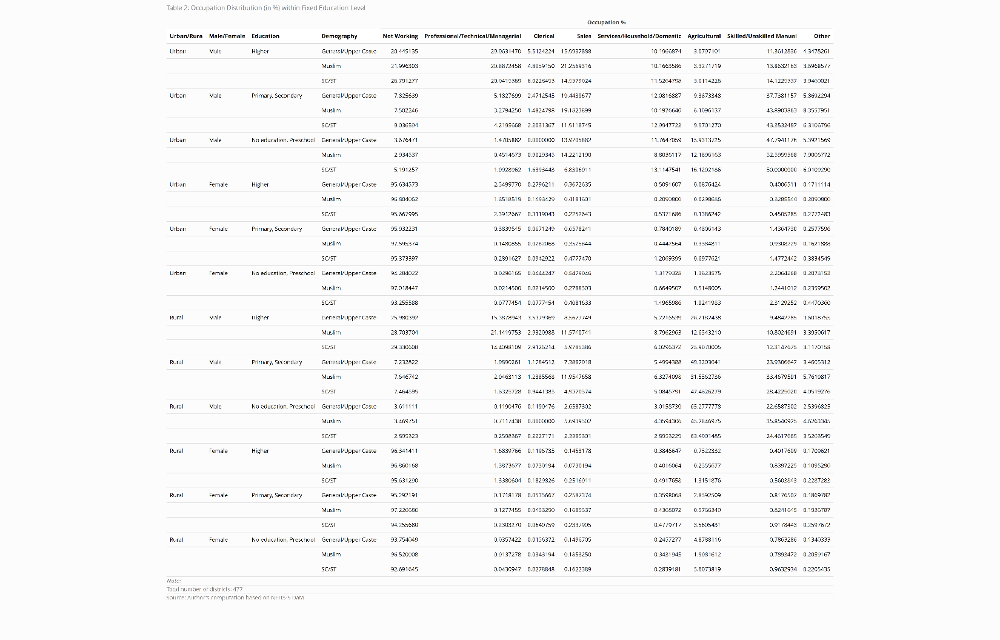 Table 2: Occupation Distribution (in %) within Fixed Education Level
Occupation %
Urban/Rura Male/Female Education Demography Not Working Professional/Technical/Managerial Clerical Sales Services/Household/Domestic Agricultural Skilled/Unskilled Manual Other
Urban Male Higher General/Upper Caste 20.445135 29.0631470 5.5124224 15.9937888 10.1966874 3.0797101 11.3612836 4.3478261
Muslim 21.996303 20.8872458 4.8059150 21.2569316 10.1663586 3.3271719 13.8632163 3.6968577
SC/ST 26.791277 20.0415369 6.0228453 14.5379024 11.5264798 3.0114226 14.1225337 3.9460021
Urban Male Primary, Secondary General/Upper Caste 7.825639 5.1827699 2.4712545 19.4439677 12.0816887 9.3873348 37.7381157 5.8692294
Muslim 7.502246 3.2794250 1.4824798 19.1823899 10.1976640 6.1096137 43.8903863 8.3557951
SC/ST 9.036594 4.2195668 2.2031367 11.9118745 12.9947722 9.9701270 43.3532487 6.3106796
Urban Male No education, Preschool General/Upper Caste 3.676471 1.4705882 0.0000000 13.9705882 11.7647059 15.9313725 47.7941176 5.3921569
Muslim 2.934537 0.4514673 0.9029345 14.2212190 8.8036117 12.1896163 52.5959368 7.9006772
SC/ST 5.191257 1.0928962 1.6393443 6.8306011 13.1147541 16.1202186 50.0000000 6.0109290
Urban Female Higher General/Upper Caste 95.634573 2.5499770 0.2796211 0.3672635 0.5091607 0.0876424 0.4006511 0.1711114
Muslim 96.804062 1.8518519 0.1493429 0.4181601 0.2090800 0.0298686 0.3285544 0.2090800
SC/ST 95.667995 2.3912667 0.3119043 0.2252643 0.5371686 0.1386242 0.4505285 0.2772483
Urban Female Primary, Secondary General/Upper Caste 95.932231 0.3839545 0.0671249 0.6578241 0.7840189 0.4806143 1.4364730 0.2577596
Muslim 97.595374 0.1480855 0.0282068 0.3525844 0.4442564 0.3384811 0.9308229 0.1621888
SC/ST 95.373397 0.2891627 0.0942922 0.4777470 1.2069399 0.6977621 1.4772442 0.3834549
Urban Female No education, Preschool General/Upper Caste 94.284022 0.0296165 0.0444247 0.5479046 1.3179328 1.3623575 2.2064268 0.2073153
Muslim 97.018447 0.0214500 0.0214500 0.2788503 0.6649507 0.5148005 1.2441012 0.2359502
SC/ST 93.255588 0.0777454 0.0777454 0.4081633 1.4965986 1.9241983 2.3129252 0.4470360
Rural Male Higher General/Upper Caste 25.980392 15.3878943 3.5379369 8.5677749 5.2216539 28.2182438 9.4842285 3.6018755
Muslim 28.703704 21.1419753 2.9320988 11.5740741 8.7962963 12.6543210 10.8024691 3.3950617
SC/ST 29.330608 14.4098109 2.9126214 5.9785386 6.0296372 25.9070005 12.3147675 3.1170158
Rural Male Primary, Secondary General/Upper Caste 7.232822 1.9890261 1.1784512 7.3887018 5.4994388 49.3203641 23.9306647 3.4605312
Muslim 7.646742 2.0463113 1.2385568 11.9547658 6.3274098 31.5562736 33.4679591 5.7619817
SC/ST 7.464595 1.6325728 0.9441385 4.9370574 5.0845791 47.4626279 28.4225020 4.0519276
Rural Male No education, Preschool General/Upper Caste 3.611111 0.1190476 0.1190476 2.6587302 3.0158730 65.2777778 22.6587302 2.5396825
Muslim 3.469751 0.7117438 0.0000000 5.6939502 4.3594306 45.2846975 35.8540925 4.6263345
SC/ST 2.895323 0.2598367 0.2227171 2.3385301 2.8953229 63.4001485 24.4617669 3.5263549
Rural Female Higher General/Upper Caste 96.341411 1.6839766 0.1196735 0.1453178 0.3846647 0.7522332 0.4017609 0.1709621
Muslim 96.860168 1.3873677 0.0730194 0.0730194 0.4016064 0.2555677 0.8397225 0.1095290
SC/ST 95.631290 1.3380604 0.1829826 0.2516011 0.4917658 1.3151876 0.5603843 0.2287283
Rural Female Primary, Secondary General/Upper Caste 95.292191 0.1718178 0.0535667 0.2587374 0.3598068 2.8592509 0.8176507 0.1869782
Muslim 97.226686 0.1277455 0.0453290 0.1689537 0.4368072 0.9766349 0.8241645 0.1936787
SC/ST 94.255680 0.2303270 0.0640759 0.2337905 0.4779717 3.5605431 0.9178443 0.2597672
Rural Female No education, Preschool General/Upper Caste 93.754049 0.0357422 0.0156372 0.1496705 0.2457277 4.8788116 0.7863286 0.1340333
Muslim 96.520008 0.0137278 0.0343194 0.1853250 0.3431945 1.9081612 0.7893472 0.2059167
SC/ST 92.691645 0.0430947 0.0278848 0.1622389 0.2839181 5.6073819 0.9632934 0.2205435
Note:
Total number of districts: 477
Source: Author's computation based on NFHS-5 Data